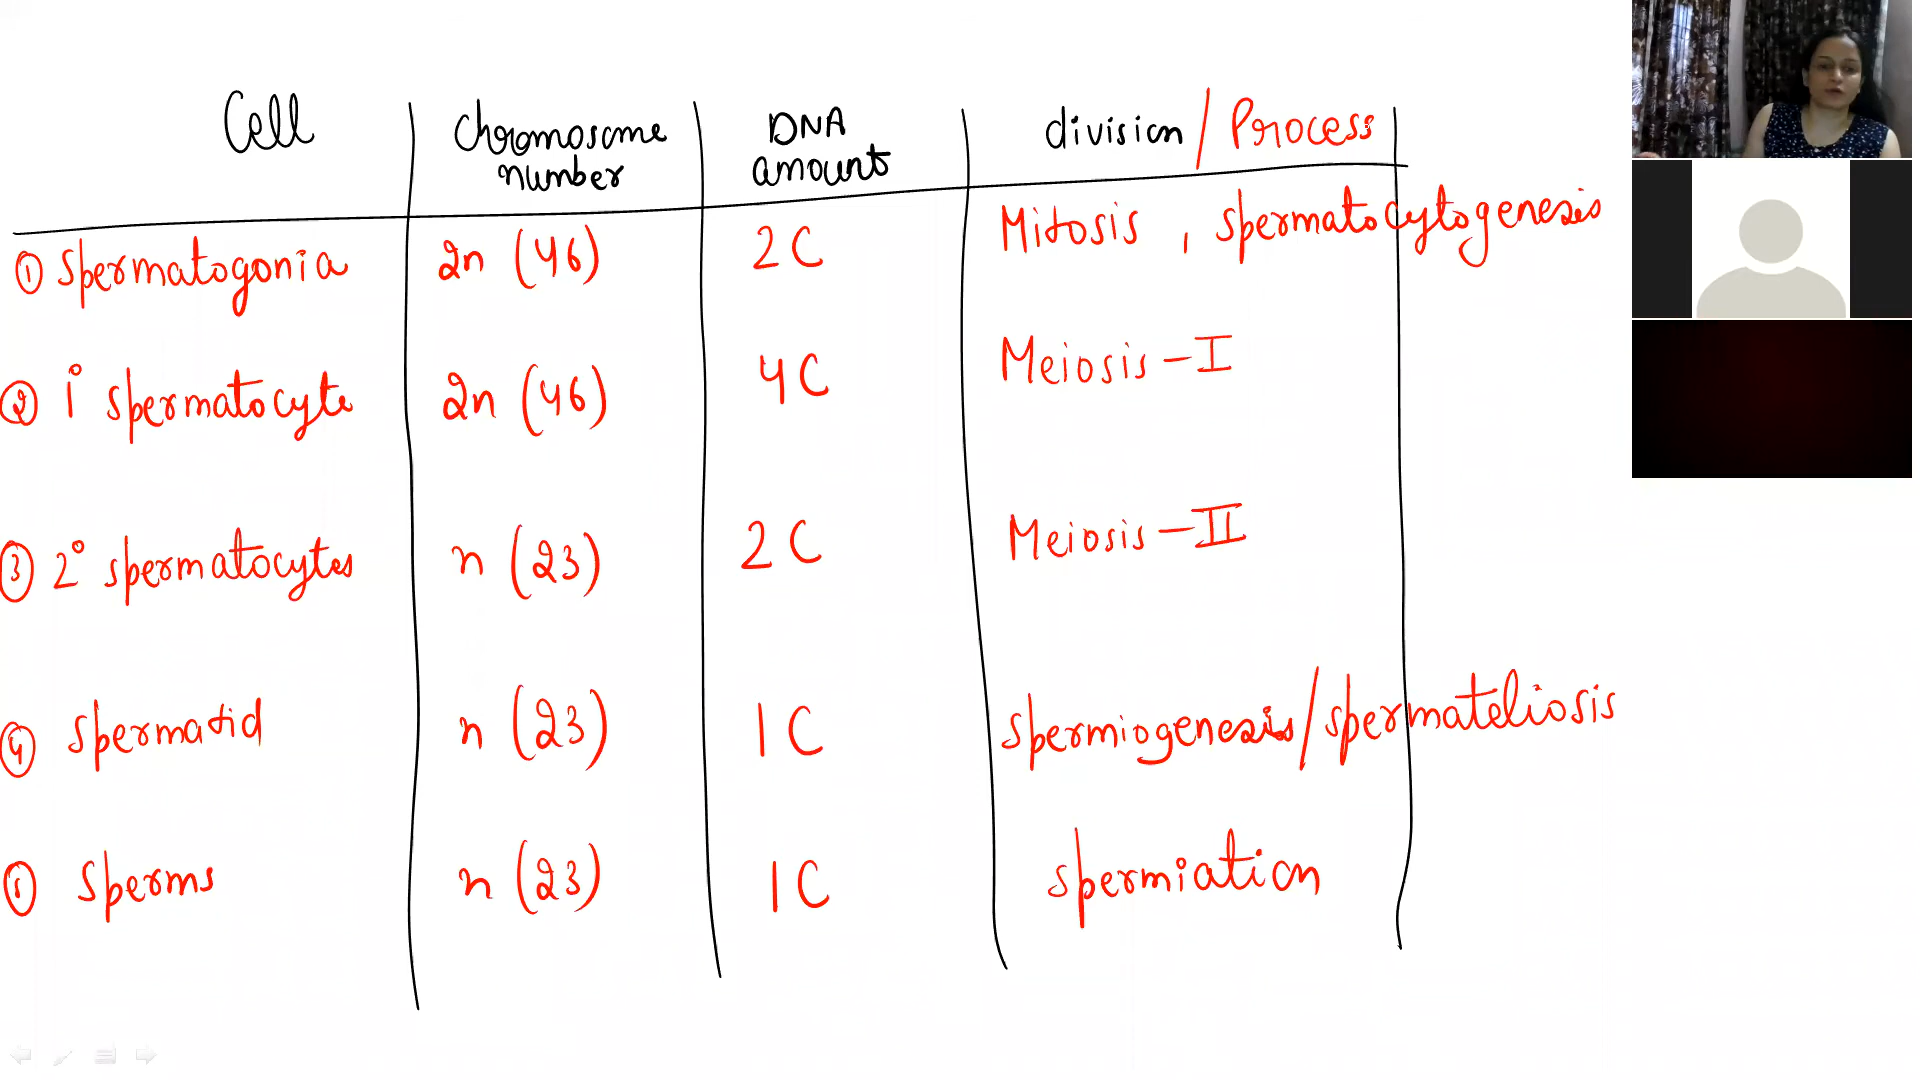 Cell Chromosome number DNA amount division / Process
① Spermatogonia 2n (46) 2C Mitosis , spermatocytogenesis
② 1° spermatocyte 2n (46) 4C Meiosis - I
③ 2° spermatocytes n (23) 2C Meiosis - II
④ spermatid n (23) 1C spermiogenesis / spermateliosis
⑤ Sperms n (23) 1C spermiation